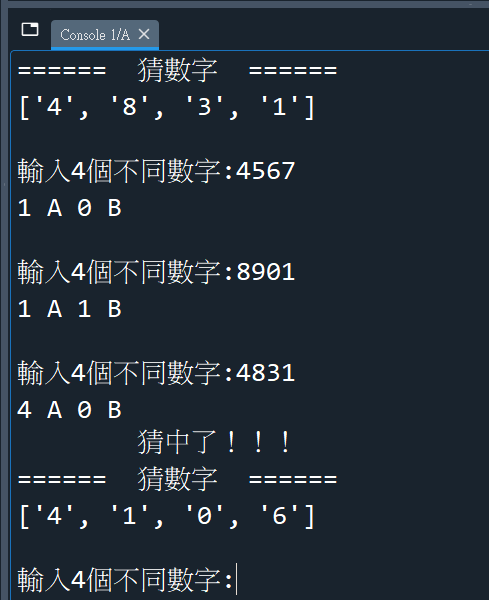 Console 1/A
======  猜數字  ======
['4', '8', '3', '1']
輸入4個不同數字:4567
1 A 0 B
輸入4個不同數字:8901
1 A 1 B
輸入4個不同數字:4831
4 A 0 B
猜中了！！！
======  猜數字  ======
['4', '1', '0', '6']
輸入4個不同數字: